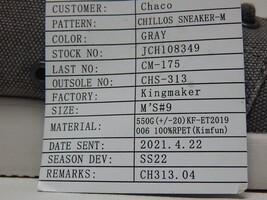 CUSTOMER: Chaco
PATTERN: CHILLOS SNEAKER-M
COLOR: GRAY
STOCK NO: JCH108349
LAST NO: CM-175
OUTSOLE NO: CHS-313
FACTORY: Kingmaker
SIZE: M'S#9
MATERIAL: 550G(+/-20)KF-ET2019
006 100%RPET(Kimfun)
DATE SENT: 2021.4.22
SEASON DEV: SS22
REMARKS: CH313.04